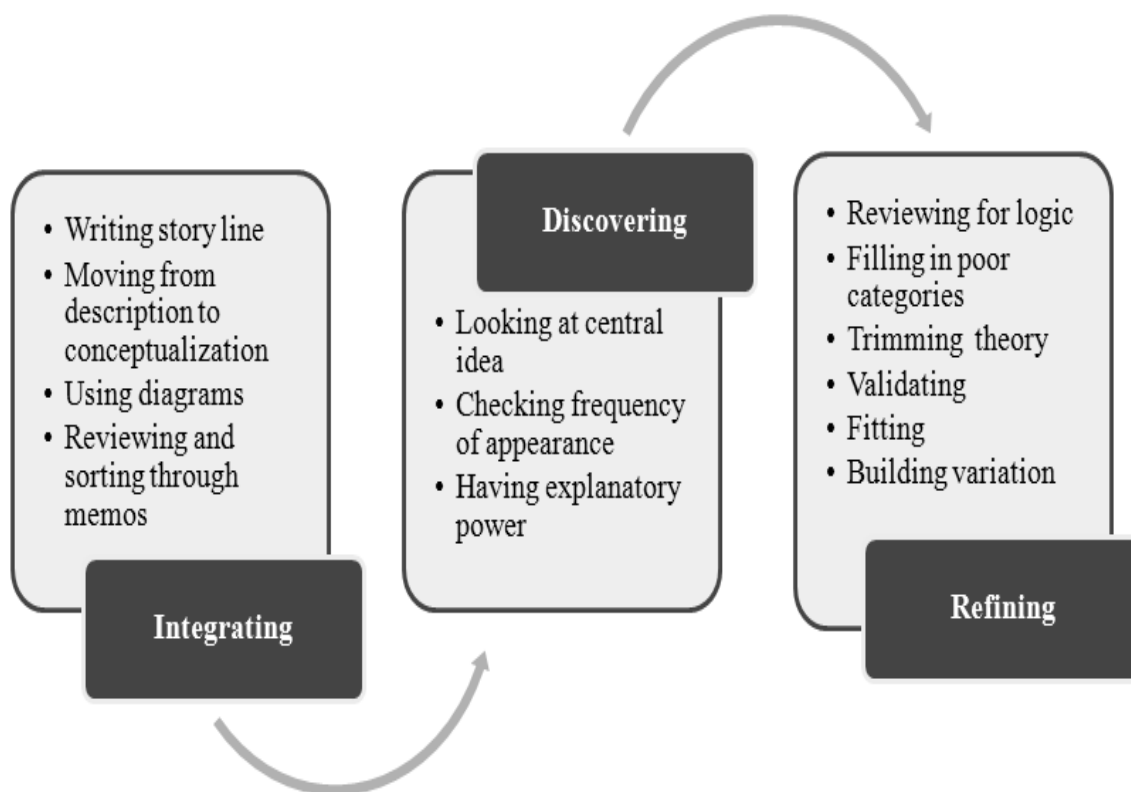 • Writing story line
• Moving from
description to
conceptualization
• Using diagrams
• Reviewing and
sorting through
memos
Integrating
Discovering
• Looking at central
idea
• Checking frequency
of appearance
• Having explanatory
power
• Reviewing for logic
• Filling in poor
categories
• Trimming theory
• Validating
• Fitting
• Building variation
Refining